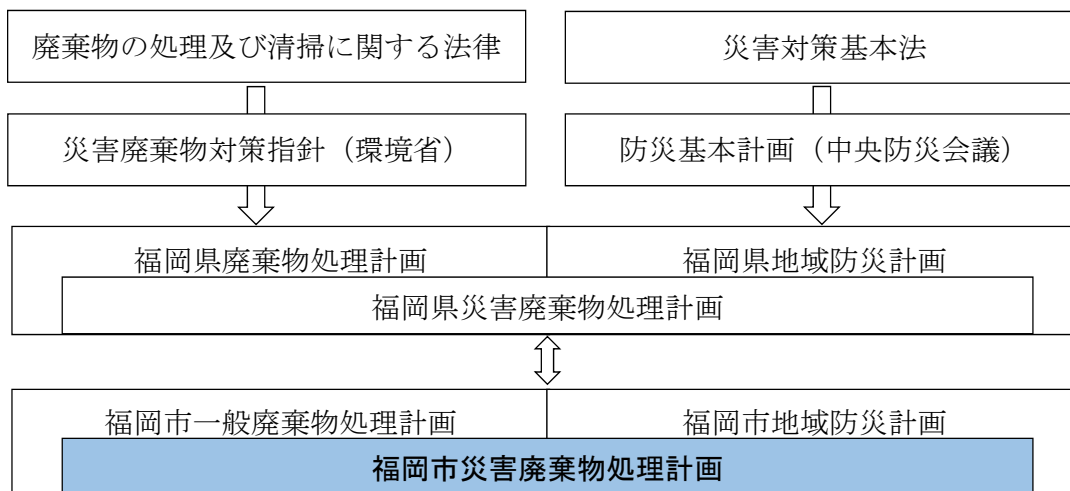 廃棄物の処理及び清掃に関する法律
災害対策基本法
災害廃棄物対策指針（環境省）
防災基本計画（中央防災会議）
福岡県廃棄物処理計画
福岡県地域防災計画
福岡県災害廃棄物処理計画
福岡市一般廃棄物処理計画
福岡市地域防災計画
福岡市災害廃棄物処理計画